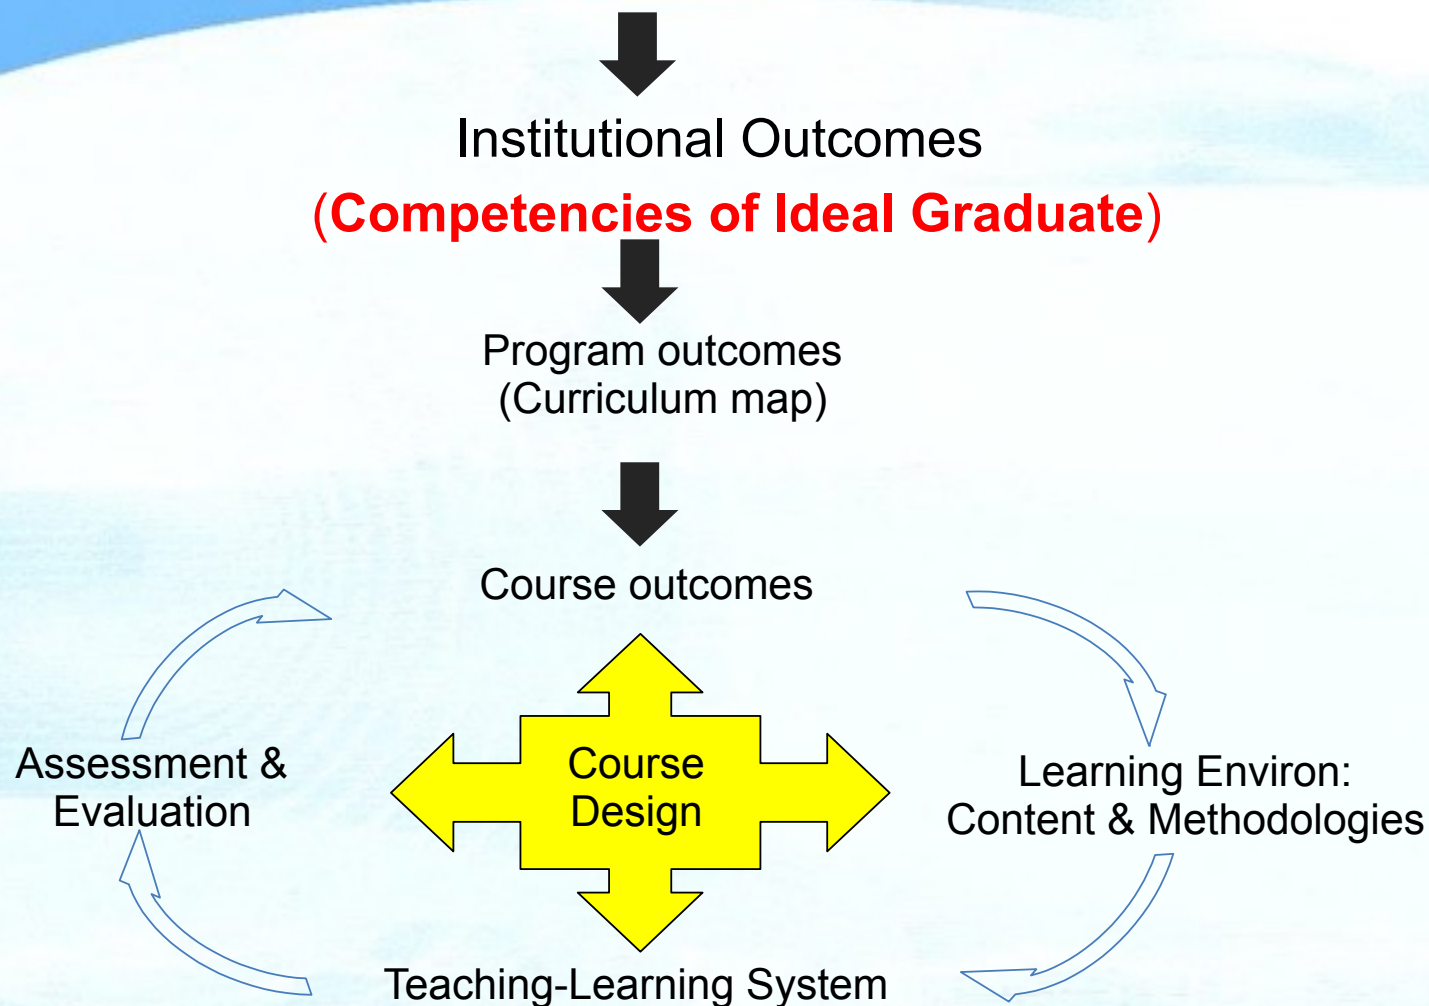 Institutional Outcomes
(Competencies of Ideal Graduate)
Program outcomes
(Curriculum map)
Course outcomes
Assessment &
Evaluation
Course
Design
Learning Environ:
Content & Methodologies
Teaching-Learning System